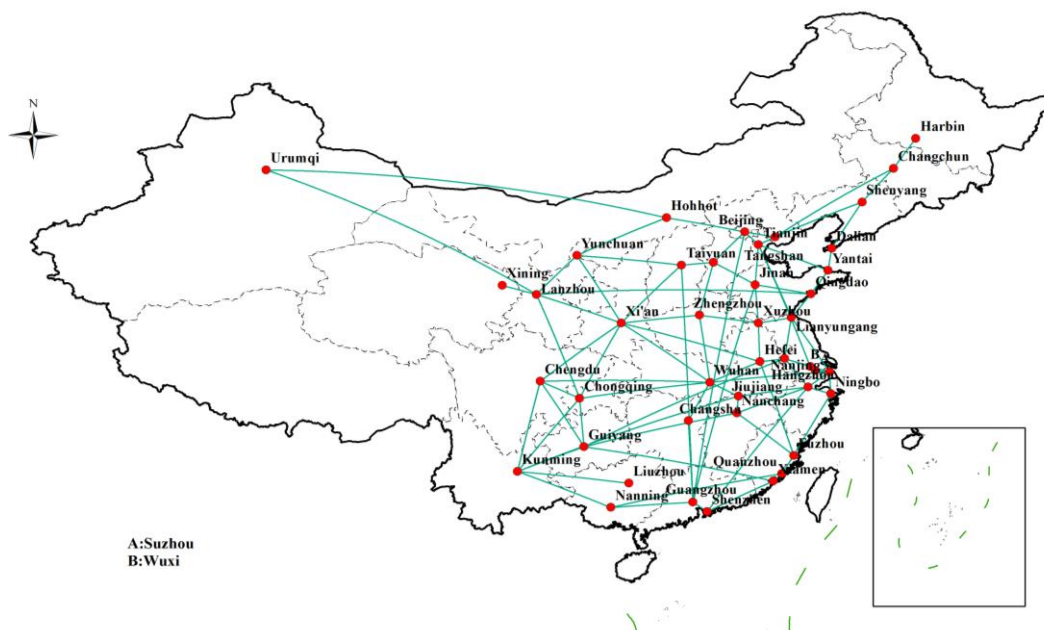 N
Harbin
Urumqi
Changchun
Shenyang
Hohhot
Beijing
Tianjin
Dalian
Yunchuan
Taiyuan
Tangshan
Yantai
Xining
Jinan
Lanzhou
Qingdao
Zhengzhou
Xuzhou
Xi'an
Lianyungang
Hefei
B
A
Nanjing
Chengdu
Wuhan
Hangzhou
Chongqing
Jiujiang
Ningbo
Nanchang
Changsha
Guiyang
Fuzhou
Kunming
Quanzhou
Liuzhou
Xiamen
Nanning
Guangzhou
Shenzhen
A:Suzhou
B:Wuxi